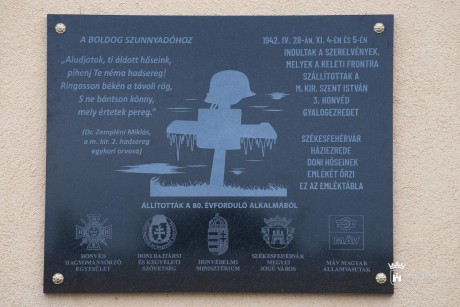 A BOLDOG SZUNNYADÓHOZ
„Aludjatok, ti áldott hőseink,
pihenj Te néma hadsereg!
Ringasson békén a távoli rög,
S ne bántson könny,
mely értetek pereg."
(Dr. Zempléni Miklós,
a m. kir. 2. hadsereg
egykori orvosa)
1942. IV. 28-ÁN, XI. 4-ÉN ÉS 5-ÉN
INDULTAK A SZERELVÉNYEK,
MELYEK A KELETI FRONTRA
SZÁLLÍTOTTÁK A
M. KIR. SZENT ISTVÁN
3. HONVÉD
GYALOGEZREDET
SZÉKESFEHÉRVÁR
HÁZIEZREDE
DONI HŐSEINEK
EMLÉKÉT ŐRZI
EZ AZ EMLÉKTÁBLA
ÁLLÍTOTTÁK A 80. ÉVFORDULÓ ALKALMÁBÓL
HONVÉD
HAGYOMÁNYŐRZŐ
EGYESÜLET
DONI BAJTÁRSI
ÉS KEGYELETI
SZÖVETSÉG
HONVÉDELMI
MINISZTÉRIUM
SZÉKESFEHÉRVÁR
MEGYEI
JOGÚ VÁROS
MÁV
MÁV MAGYAR
ÁLLAMVASUTAK